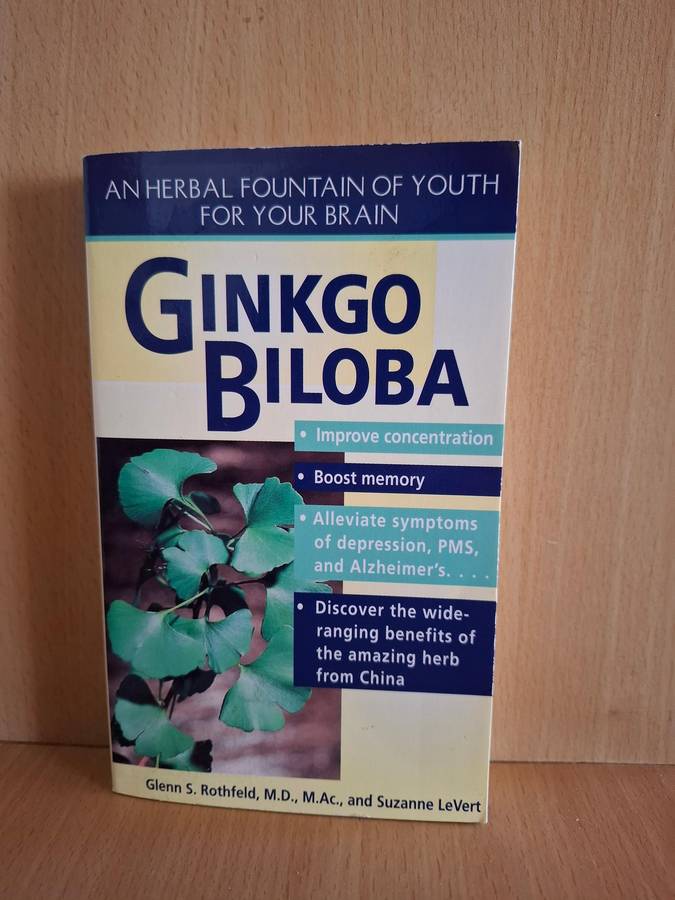 AN HERBAL FOUNTAIN OF YOUTH
FOR YOUR BRAIN
GINKGO
BILOBA
• Improve concentration
• Boost memory
• Alleviate symptoms
of depression, PMS,
and Alzheimer's. . . .
• Discover the wide-
ranging benefits of
the amazing herb
from China
Glenn S. Rothfeld, M.D., M.Ac., and Suzanne LeVert